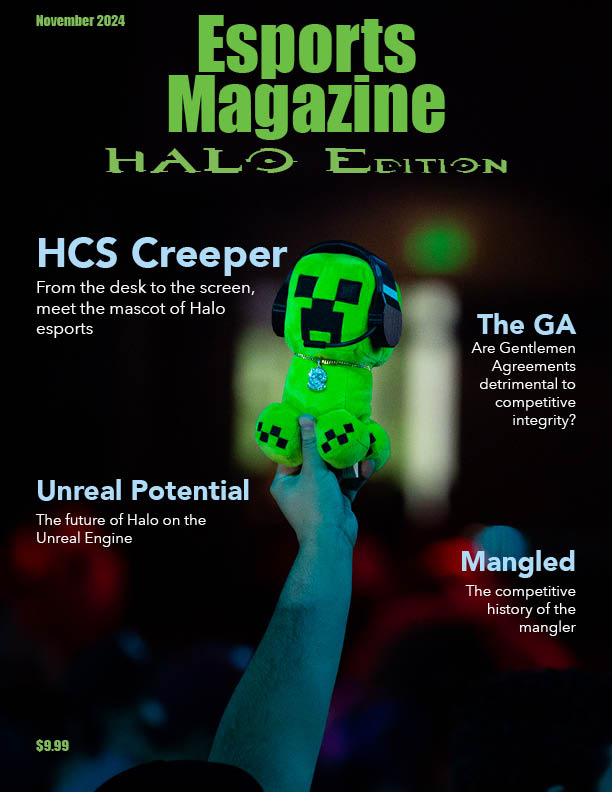 November 2024
Esports
Magazine
HALO EDITION
HCS Creeper
From the desk to the screen,
meet the mascot of Halo
esports
The GA
Are Gentlemen
Agreements
detrimental to
competitive
integrity?
Unreal Potential
The future of Halo on the
Unreal Engine
Mangled
The competitive
history of the
mangler
$9.99